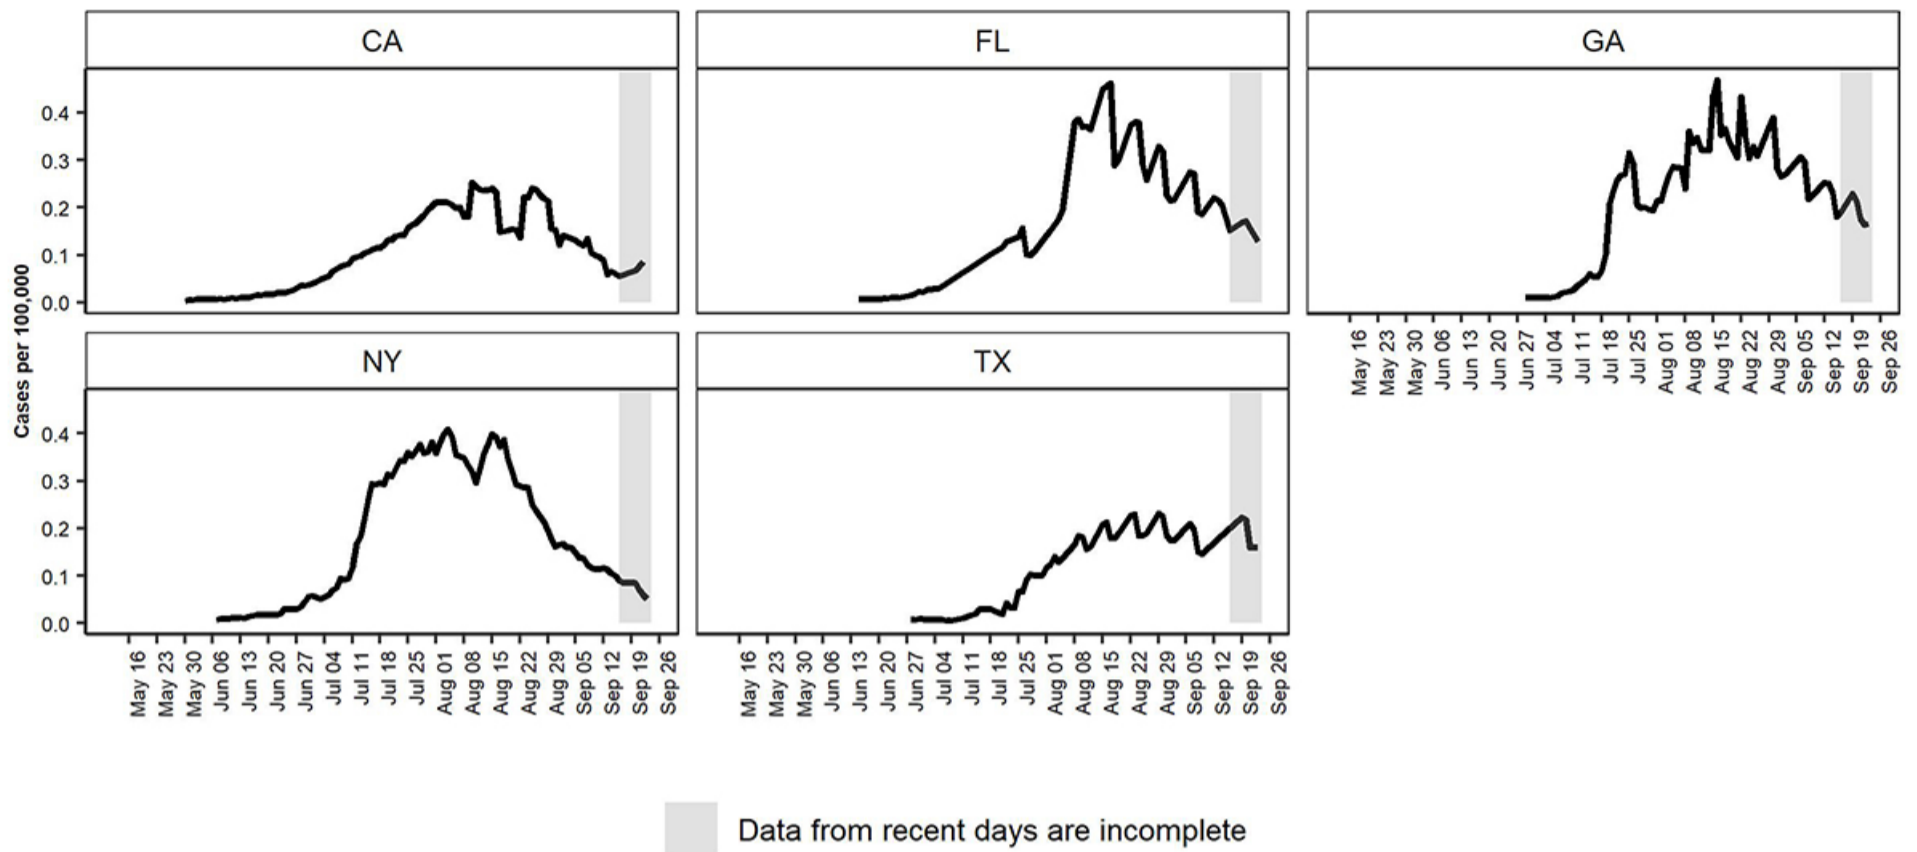 CA
FL
GA
Cases per 100,000
0.4
0.3
0.2
0.1
0.0
May 16
May 23
May 30
Jun 06
Jun 13
Jun 20
Jun 27
Jul 04
Jul 11
Jul 18
Jul 25
Aug 01
Aug 08
Aug 15
Aug 22
Aug 29
Sep 05
Sep 12
Sep 19
Sep 26
NY
TX
0.4
0.3
0.2
0.1
0.0
May 16
May 23
May 30
Jun 06
Jun 13
Jun 20
Jun 27
Jul 04
Jul 11
Jul 18
Jul 25
Aug 01
Aug 08
Aug 15
Aug 22
Aug 29
Sep 05
Sep 12
Sep 19
Sep 26
May 16
May 23
May 30
Jun 06
Jun 13
Jun 20
Jun 27
Jul 04
Jul 11
Jul 18
Jul 25
Aug 01
Aug 08
Aug 15
Aug 22
Aug 29
Sep 05
Sep 12
Sep 19
Sep 26
Data from recent days are incomplete